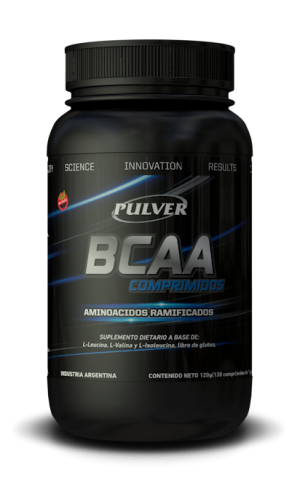 SCIENCE INNOVATION RESULTS
PULVER
BCAA
COMPRIMIDOS
AMINOACIDOS RAMIFICADOS
SUPLEMENTO DIETARIO A BASE DE:
L-Leucina, L-Valina y L-Isoleucina, libre de gluten.
INDUSTRIA ARGENTINA
CONTENIDO NETO 120g